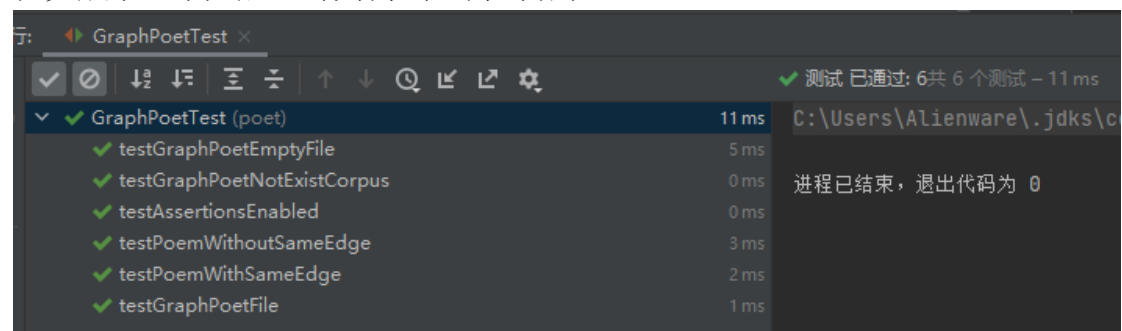 行: GraphPoetTest ×
测试 已通过: 6共 6 个测试 – 11 ms
GraphPoetTest (poet) 11 ms
C:\Users\Alienware\.jdks\co
testGraphPoetEmptyFile 5 ms
testGraphPoetNotExistCorpus 0 ms
进程已结束，退出代码为 0
testAssertionsEnabled 0 ms
testPoemWithoutSameEdge 3 ms
testPoemWithSameEdge 2 ms
testGraphPoetFile 1 ms